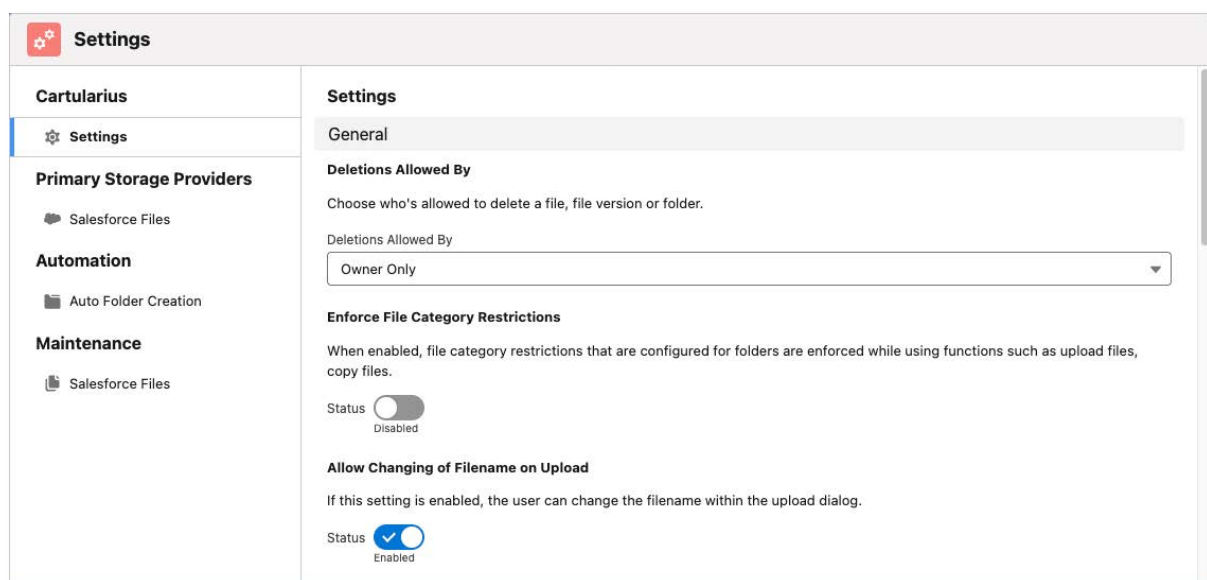 Settings
Cartularius
Settings
Primary Storage Providers
Salesforce Files
Automation
Auto Folder Creation
Maintenance
Salesforce Files
Settings
General
Deletions Allowed By
Choose who's allowed to delete a file, file version or folder.
Deletions Allowed By
Owner Only
Enforce File Category Restrictions
When enabled, file category restrictions that are configured for folders are enforced while using functions such as upload files,
copy files.
Status
Disabled
Allow Changing of Filename on Upload
If this setting is enabled, the user can change the filename within the upload dialog.
Status
Enabled